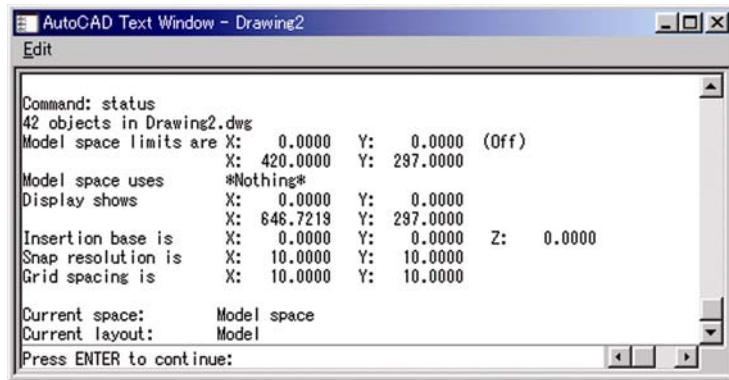 AutoCAD Text Window - Drawing2
Edit
Command: status
42 objects in Drawing2.dwg
Model space limits are X: 0.0000 Y: 0.0000 (Off)
X: 420.0000 Y: 297.0000
Model space uses *Nothing*
Display shows X: 0.0000 Y: 0.0000
X: 646.7219 Y: 297.0000
Insertion base is X: 0.0000 Y: 0.0000 Z: 0.0000
Snap resolution is X: 10.0000 Y: 10.0000
Grid spacing is X: 10.0000 Y: 10.0000
Current space: Model space
Current layout: Model
Press ENTER to continue: